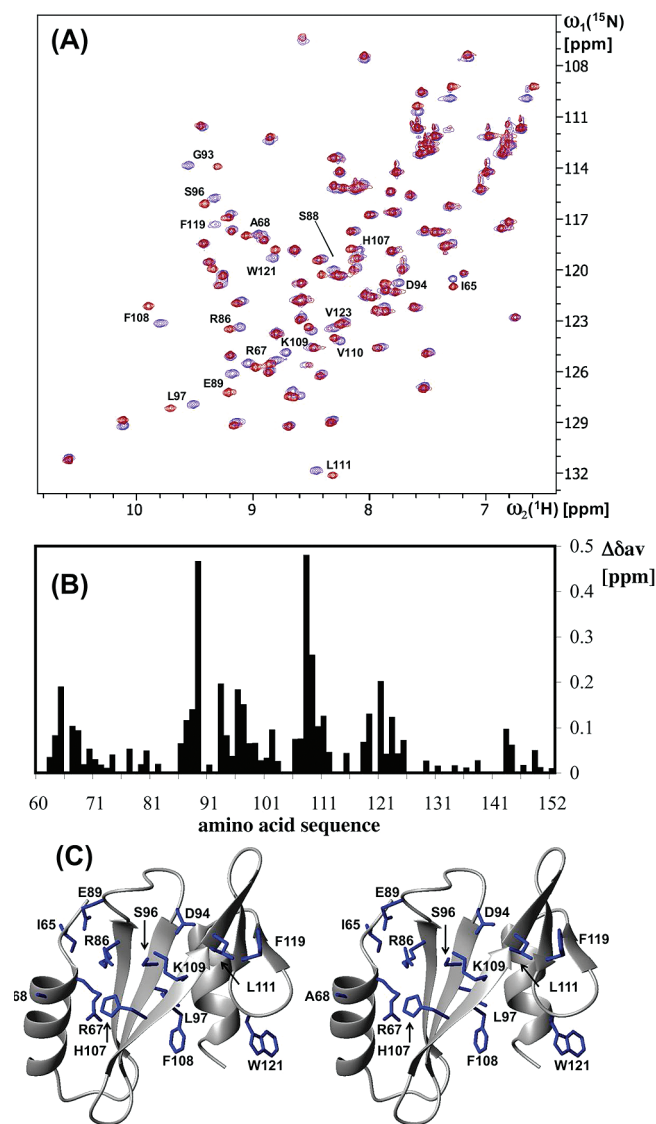 (A)
ω1(15N)
[ppm]
108
111
114
117
120
123
126
129
132
G93
S96
F119
A68
W121
S88
H107
D94
I65
F108
R86
V123
R67
K109
V110
E89
L97
L111
10
9
8
7
ω2(1H) [ppm]
(B)
Δδav
[ppm]
0.5
0.4
0.3
0.2
0.1
0
60 71 81 91 101 111 121 131 141 152
amino acid sequence
(C)
E89
I65
R86
S96
D94
F119
K109
L111
68
R67
H107
L97
F108
W121
E89
I65
R86
S96
D94
F119
K109
L111
A68
R67
H107
L97
F108
W121